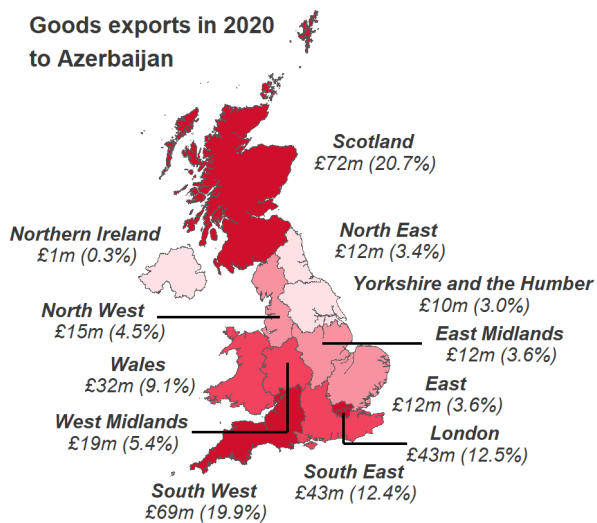 Goods exports in 2020
to Azerbaijan
Scotland
£72m (20.7%)
Northern Ireland
£1m (0.3%)
North East
£12m (3.4%)
Yorkshire and the Humber
£10m (3.0%)
North West
£15m (4.5%)
East Midlands
£12m (3.6%)
Wales
£32m (9.1%)
East
£12m (3.6%)
West Midlands
£19m (5.4%)
London
£43m (12.5%)
South East
£43m (12.4%)
South West
£69m (19.9%)